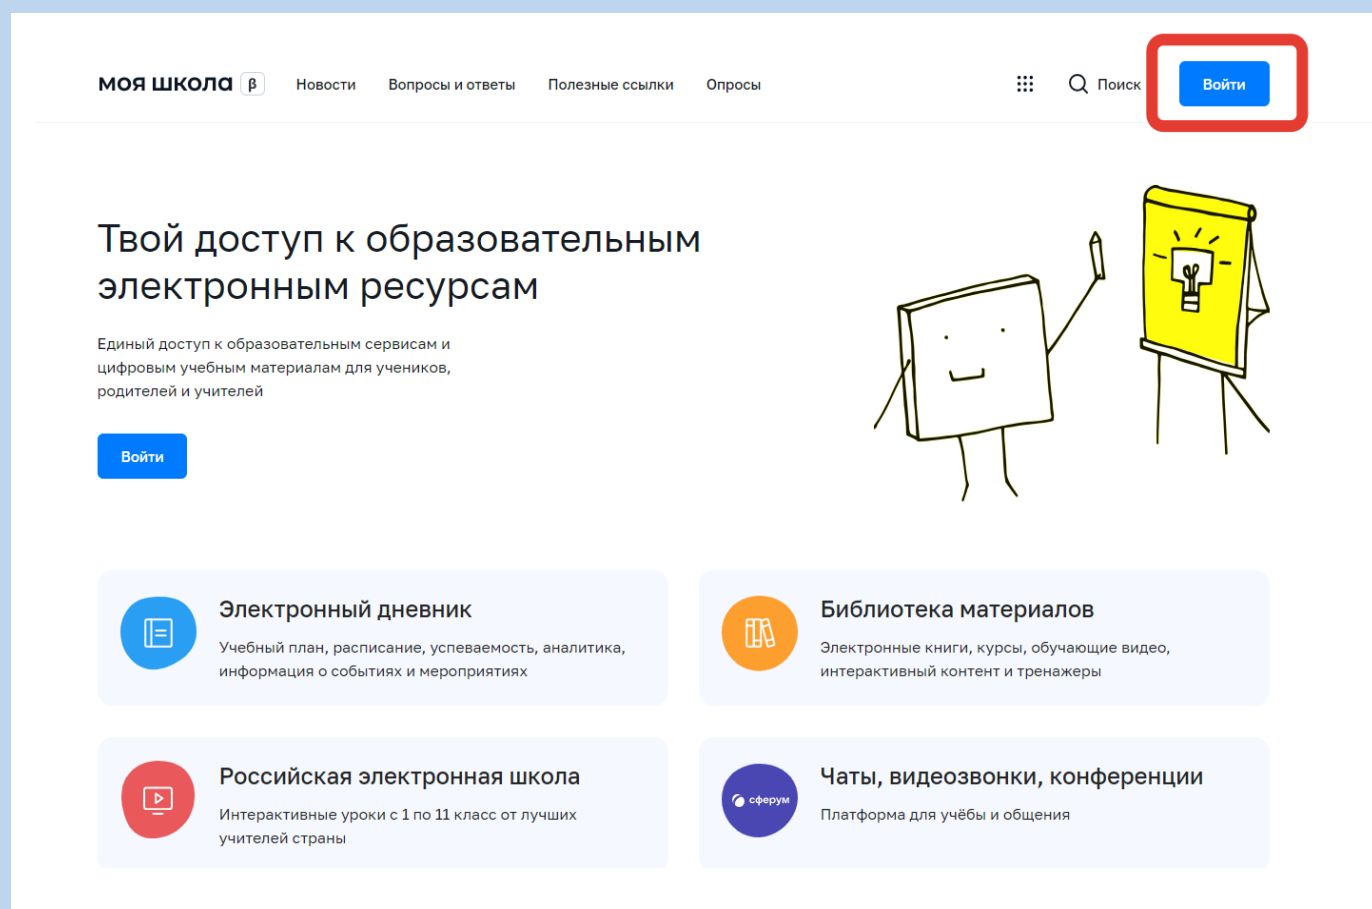 моя школа β Новости Вопросы и ответы Полезные ссылки Опросы Поиск Войти
Твой доступ к образовательным
электронным ресурсам
Единый доступ к образовательным сервисам и
цифровым учебным материалам для учеников,
родителей и учителей
Войти
Электронный дневник
Учебный план, расписание, успеваемость, аналитика,
информация о событиях и мероприятиях
Библиотека материалов
Электронные книги, курсы, обучающие видео,
интерактивный контент и тренажеры
Российская электронная школа
Интерактивные уроки с 1 по 11 класс от лучших
учителей страны
сферум
Чаты, видеозвонки, конференции
Платформа для учёбы и общения